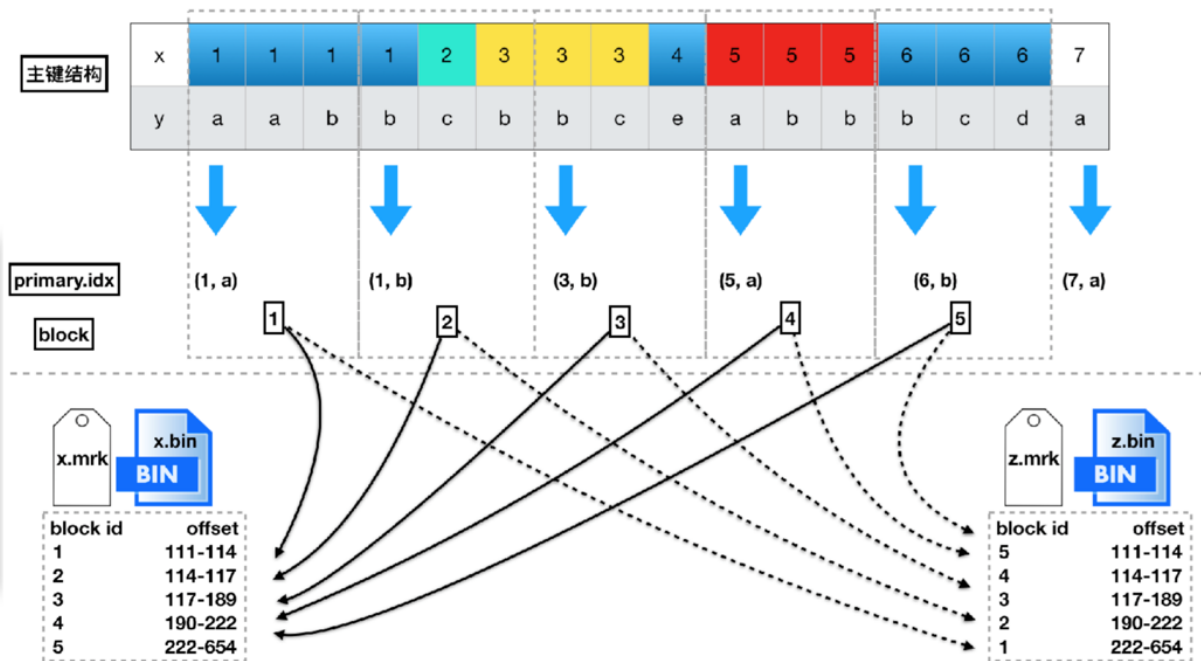 x 1 1 1 1 2 3 3 3 4 5 5 5 6 6 6 7
主键结构
y a a b b c b b c e a b b b c d a
primary.idx (1, a) (1, b) (3, b) (5, a) (6, b) (7, a)
block 1 2 3 4 5
x.mrk x.bin BIN
block id offset
1 111-114
2 114-117
3 117-189
4 190-222
5 222-654
z.mrk z.bin BIN
block id offset
5 111-114
4 114-117
3 117-189
2 190-222
1 222-654